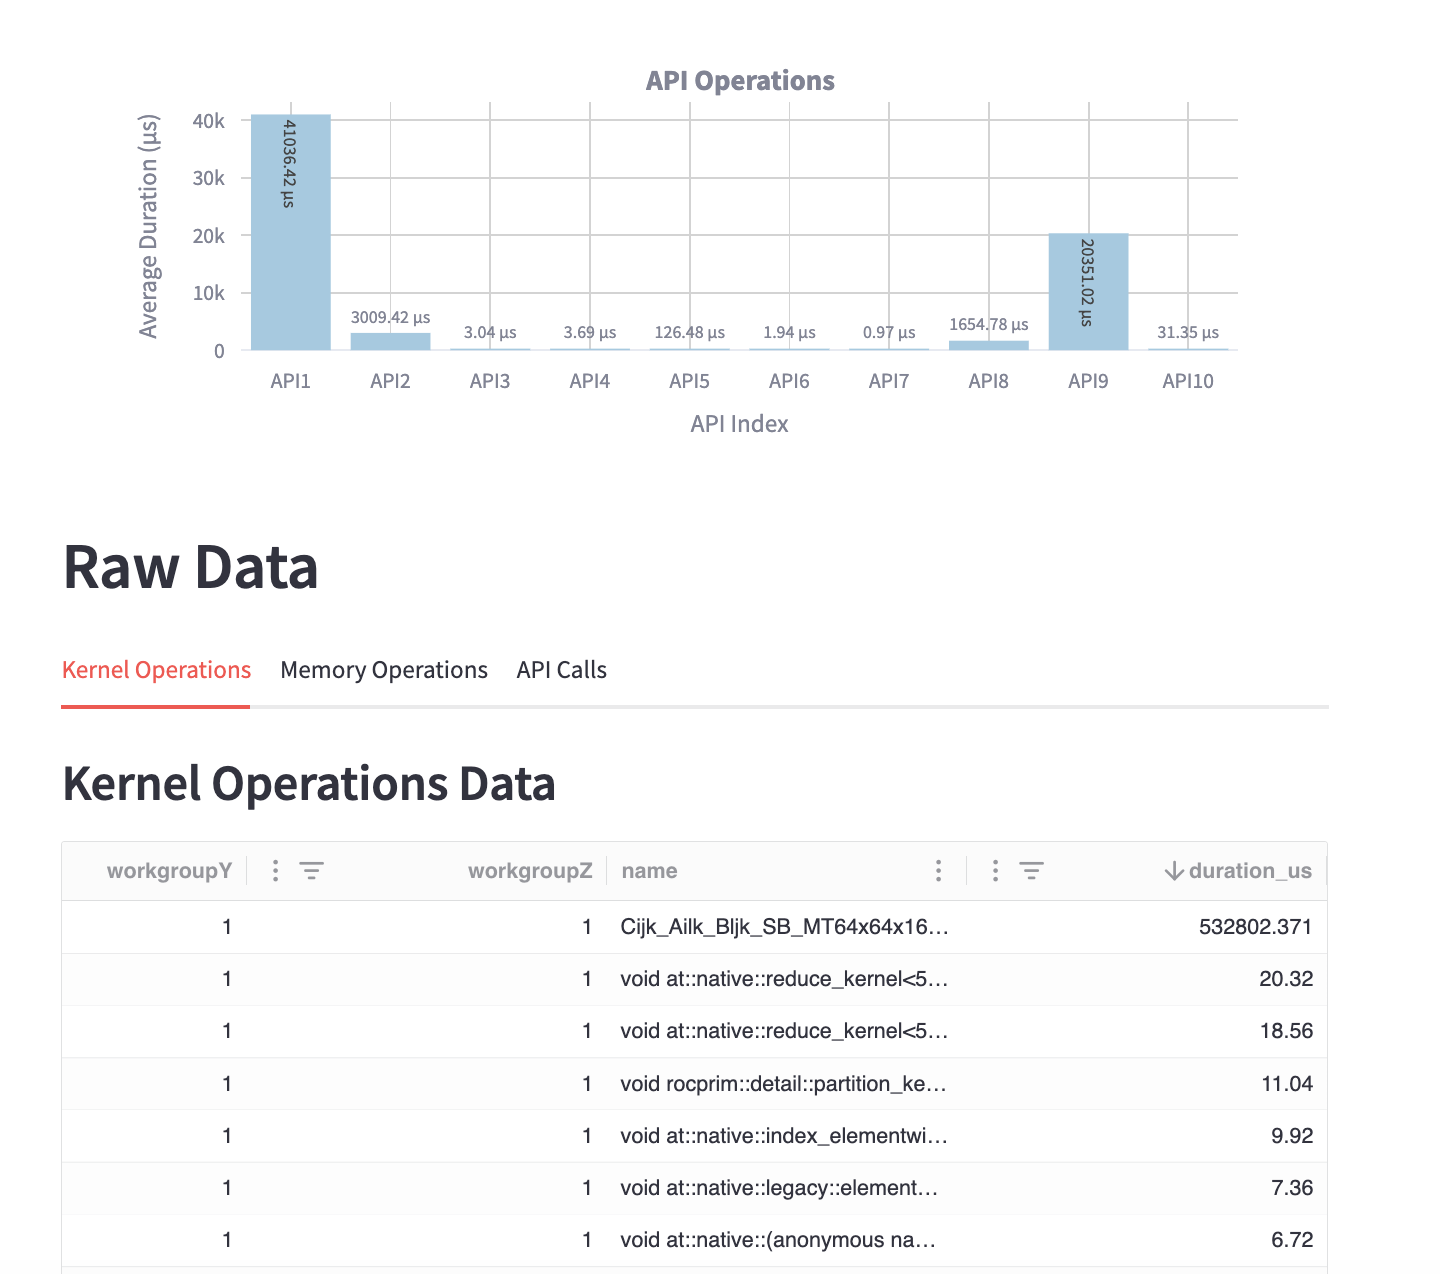 API Operations
Average Duration (µs)
40k
30k
20k
10k
0
41036.42 µs
3009.42 µs
3.04 µs
3.69 µs
126.48 µs
1.94 µs
0.97 µs
1654.78 µs
20351.02 µs
31.35 µs
API1 API2 API3 API4 API5 API6 API7 API8 API9 API10
API Index
Raw Data
Kernel Operations Memory Operations API Calls
Kernel Operations Data
workgroupY workgroupZ name duration_us
1 1 Cijk_Ailk_Bljk_SB_MT64x64x16... 532802.371
1 1 void at::native::reduce_kernel<5... 20.32
1 1 void at::native::reduce_kernel<5... 18.56
1 1 void rocprim::detail::partition_ke... 11.04
1 1 void at::native::index_elementwi... 9.92
1 1 void at::native::legacy::element... 7.36
1 1 void at::native::(anonymous na... 6.72